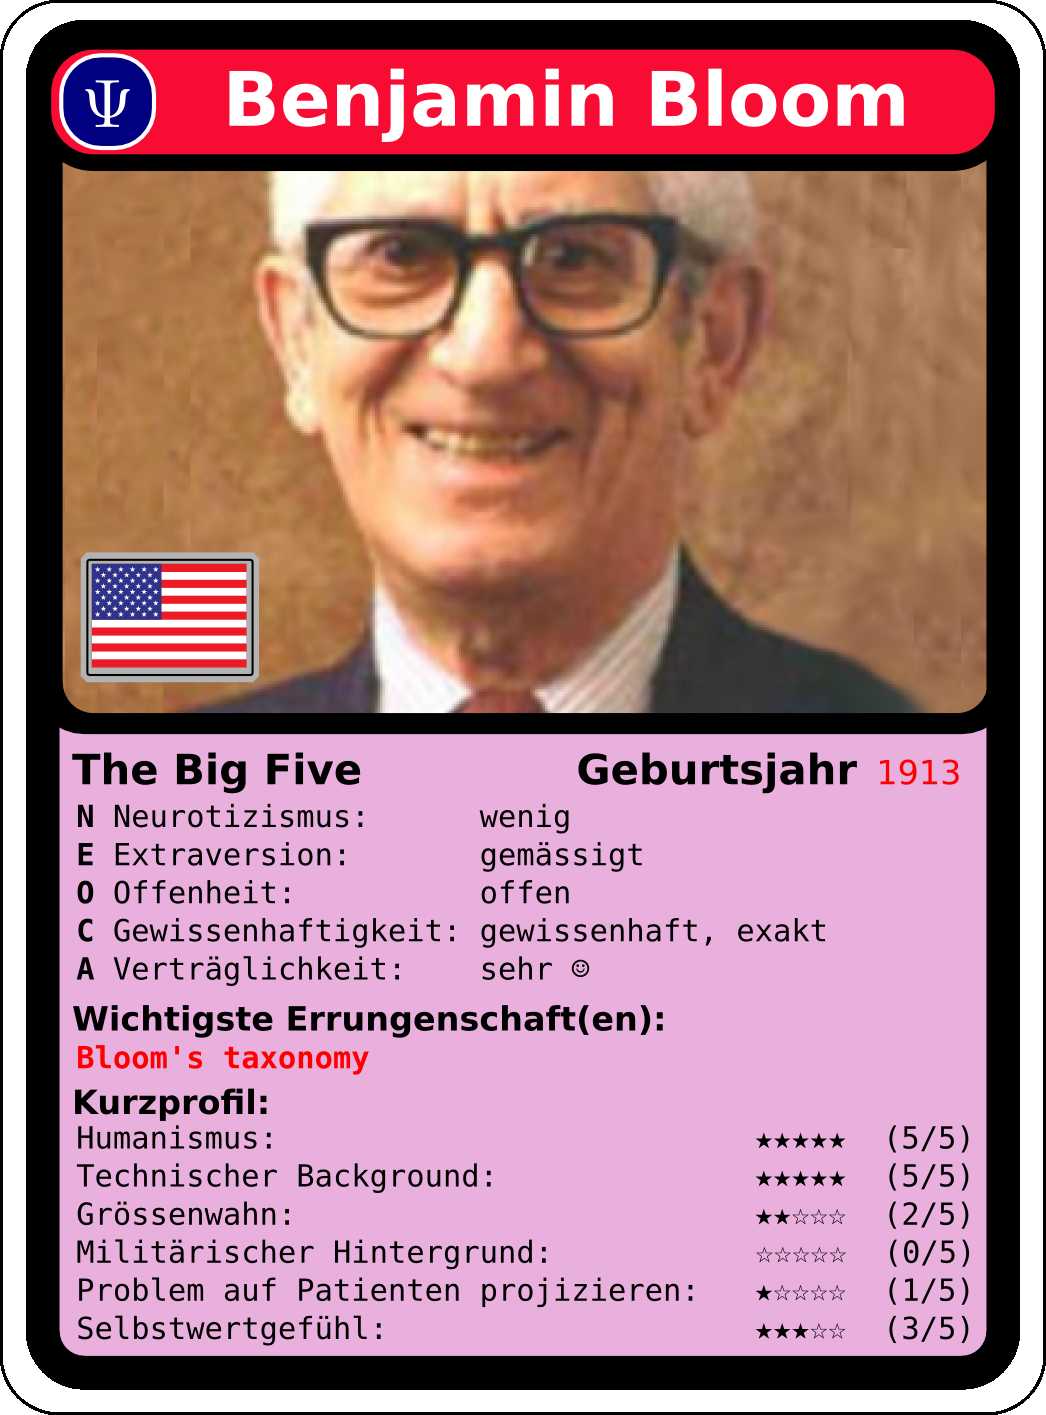 Ψ Benjamin Bloom
The Big Five Geburtsjahr 1913
N Neurotizismus: wenig
E Extraversion: gemässigt
O Offenheit: offen
C Gewissenhaftigkeit: gewissenhaft, exakt
A Verträglichkeit: sehr ☺
Wichtigste Errungenschaft(en):
Bloom's taxonomy
Kurzprofil:
Humanismus: ★★★★★ (5/5)
Technischer Background: ★★★★★ (5/5)
Grössenwahn: ★★☆☆☆ (2/5)
Militärischer Hintergrund: ☆☆☆☆☆ (0/5)
Problem auf Patienten projizieren: ★☆☆☆☆ (1/5)
Selbstwertgefühl: ★★★☆☆ (3/5)